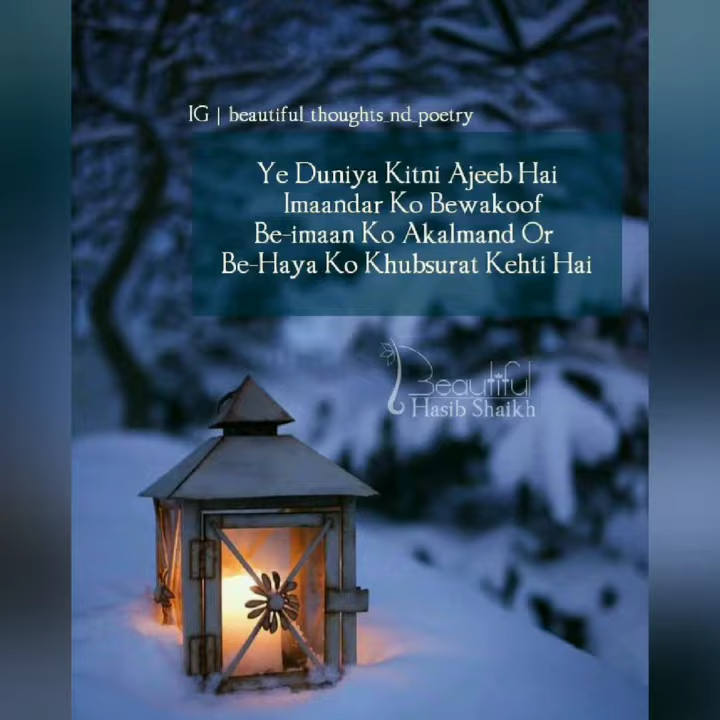 IG | beautiful_thoughts_nd_poetry
Ye Duniya Kitni Ajeeb Hai
Imaandar Ko Bewakoof
Be-imaan Ko Akalmand Or
Be-Haya Ko Khubsurat Kehti Hai
Beautiful
Hasib Shaikh